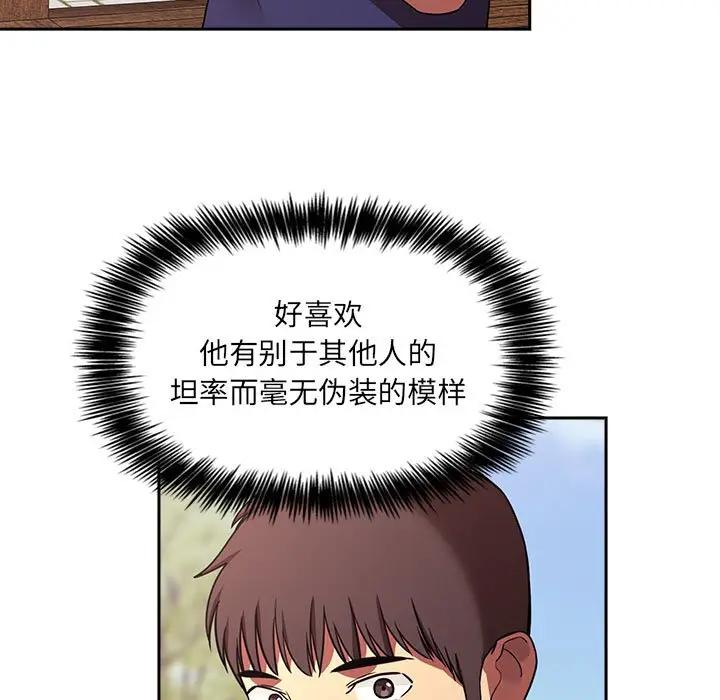 好喜欢
他有别于其他人的
坦率而毫无伪装的模样